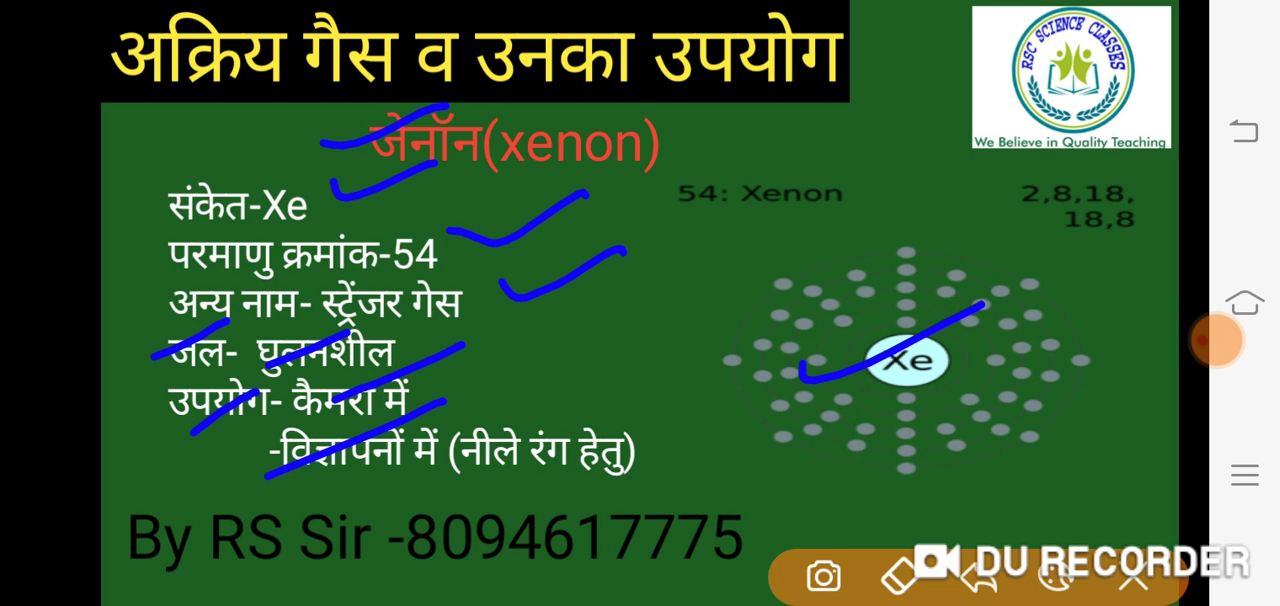 अक्रिय गैस व उनका उपयोग
RSC SCIENCE CLASSES
We Believe in Quality Teaching
जेनॉन(xenon)
संकेत-Xe
परमाणु क्रमांक-54
अन्य नाम- स्ट्रेंजर गेस
जल- घुलनशील
उपयोग- कैमरा में
-विज्ञापनों में (नीले रंग हेतु)
54: Xenon
2,8,18,
18,8
Xe
By RS Sir -8094617775
DU RECORDER